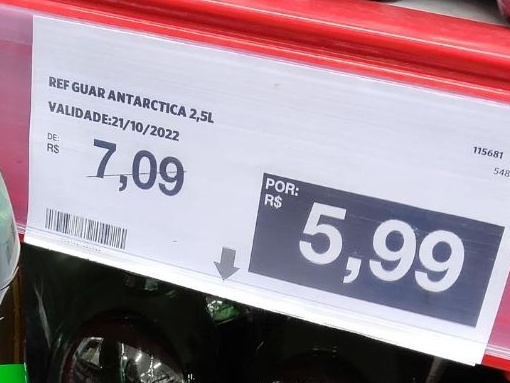 REF GUAR ANTARCTICA 2,5L
VALIDADE:21/10/2022
DE:
R$
7,09
POR:
R$
5,99
115681
548